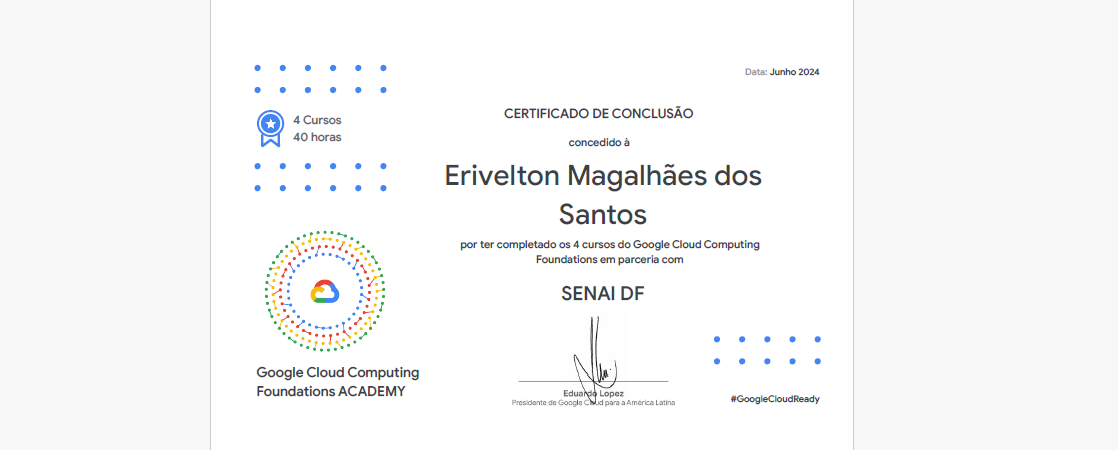 Data: Junho 2024
4 Cursos
40 horas
CERTIFICADO DE CONCLUSÃO
concedido à
Erivelton Magalhães dos
Santos
por ter completado os 4 cursos do Google Cloud Computing
Foundations em parceria com
SENAI DF
Google Cloud Computing
Foundations ACADEMY
Eduardo Lopez
Presidente de Google Cloud para a América Latina
#GoogleCloudReady